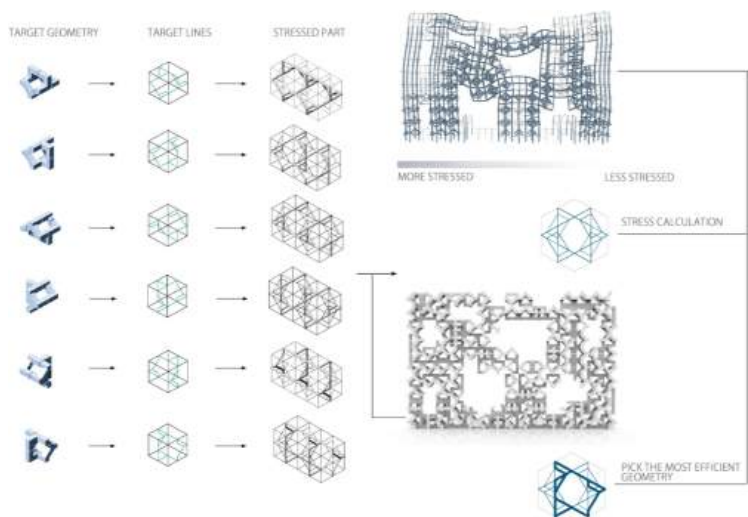 TARGET GEOMETRY
TARGET LINES
STRESSED PART
MORE STRESSED
LESS STRESSED
STRESS CALCULATION
PICK THE MOST EFFICIENT
GEOMETRY